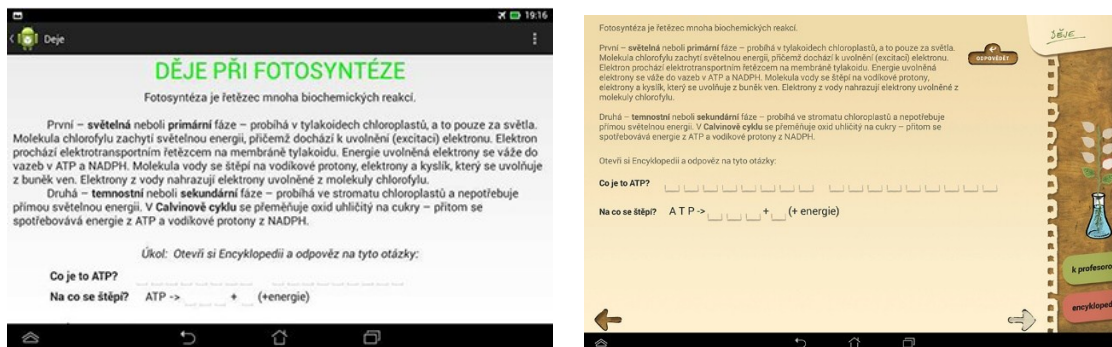 19:16
Deje
DĚJE PŘI FOTOSYNTÉZE
Fotosyntéza je řetězec mnoha biochemických reakcí.
První – světelná neboli primární fáze – probíhá v tylakoidech chloroplastů, a to pouze za světla.
Molekula chlorofylu zachytí světelnou energii, přičemž dochází k uvolnění (excitaci) elektronu. Elektron
prochází elektrotransportním řetězcem na membráně tylakoidu. Energie uvolněná elektrony se váže do
vazeb v ATP a NADPH. Molekula vody se štěpí na vodíkové protony, elektrony a kyslík, který se uvolňuje
z buněk ven. Elektrony z vody nahrazují elektrony uvolněné z molekuly chlorofylu.
Druhá – temnostní neboli sekundární fáze – probíhá ve stromatu chloroplastů a nepotřebuje
přímou světelnou energii. V Calvinově cyklu se přeměňuje oxid uhličitý na cukry – přitom se
spotřebovává energie z ATP a vodíkové protony z NADPH.
Úkol: Otevři si Encyklopedii a odpověz na tyto otázky:
Co je to ATP?
Na co se štěpí? ATP -> + (+energie)
Fotosyntéza je řetězec mnoha biochemických reakcí.
První – světelná neboli primární fáze – probíhá v tylakoidech chloroplastů, a to pouze za světla.
Molekula chlorofylu zachytí světelnou energii, přičemž dochází k uvolnění (excitaci) elektronu.
Elektron prochází elektrotransportním řetězcem na membráně tylakoidu. Energie uvolněná
elektrony se váže do vazeb v ATP a NADPH. Molekula vody se štěpí na vodíkové protony,
elektrony a kyslík, který se uvolňuje z buněk ven. Elektrony z vody nahrazují elektrony uvolněné z
molekuly chlorofylu.
Druhá – temnostní neboli sekundární fáze – probíhá ve stromatu chloroplastů a nepotřebuje
přímou světelnou energii. V Calvinově cyklu se přeměňuje oxid uhličitý na cukry – přitom se
spotřebovává energie z ATP a vodíkové protony z NADPH.
Otevři si Encyklopedii a odpověz na tyto otázky:
Co je to ATP?
Na co se štěpí? A T P -> + (+ energie)
DĚJE
ODPOVĚDĚT
k profesoro
encykloped